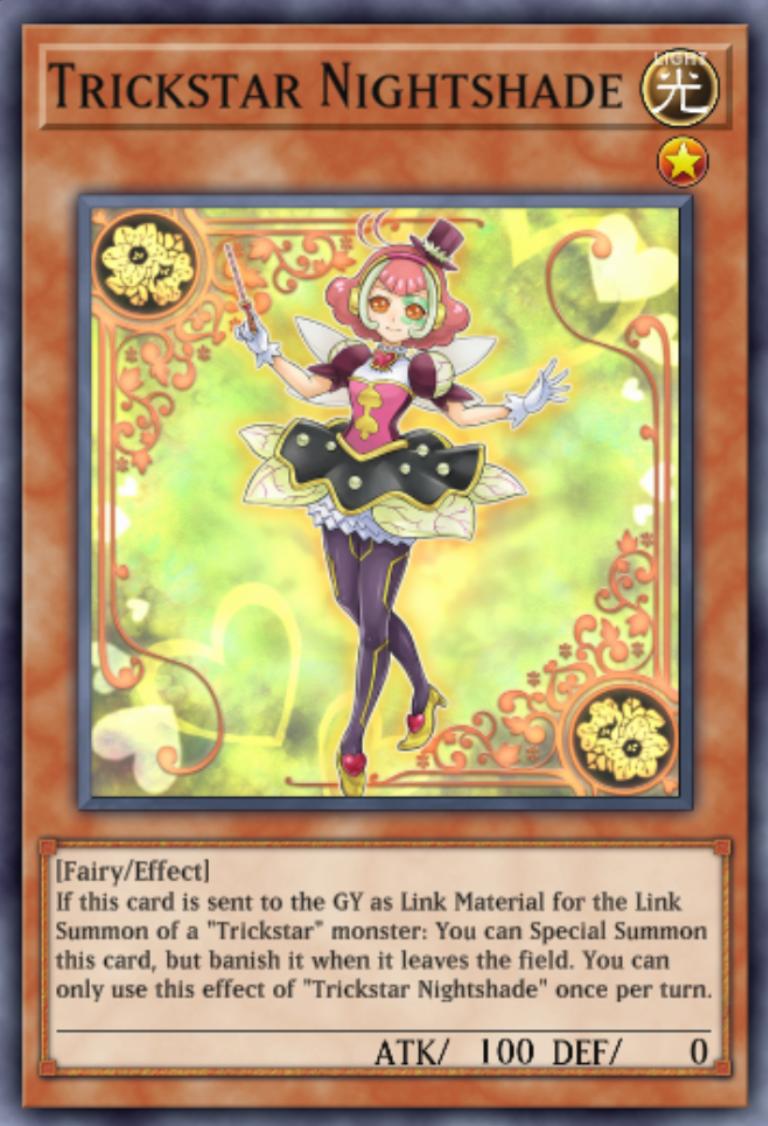 TRICKSTAR NIGHTSHADE
LIGHT
光
[Fairy/Effect]
If this card is sent to the GY as Link Material for the Link
Summon of a "Trickstar" monster: You can Special Summon
this card, but banish it when it leaves the field. You can
only use this effect of "Trickstar Nightshade" once per turn.
ATK/ 100 DEF/ 0